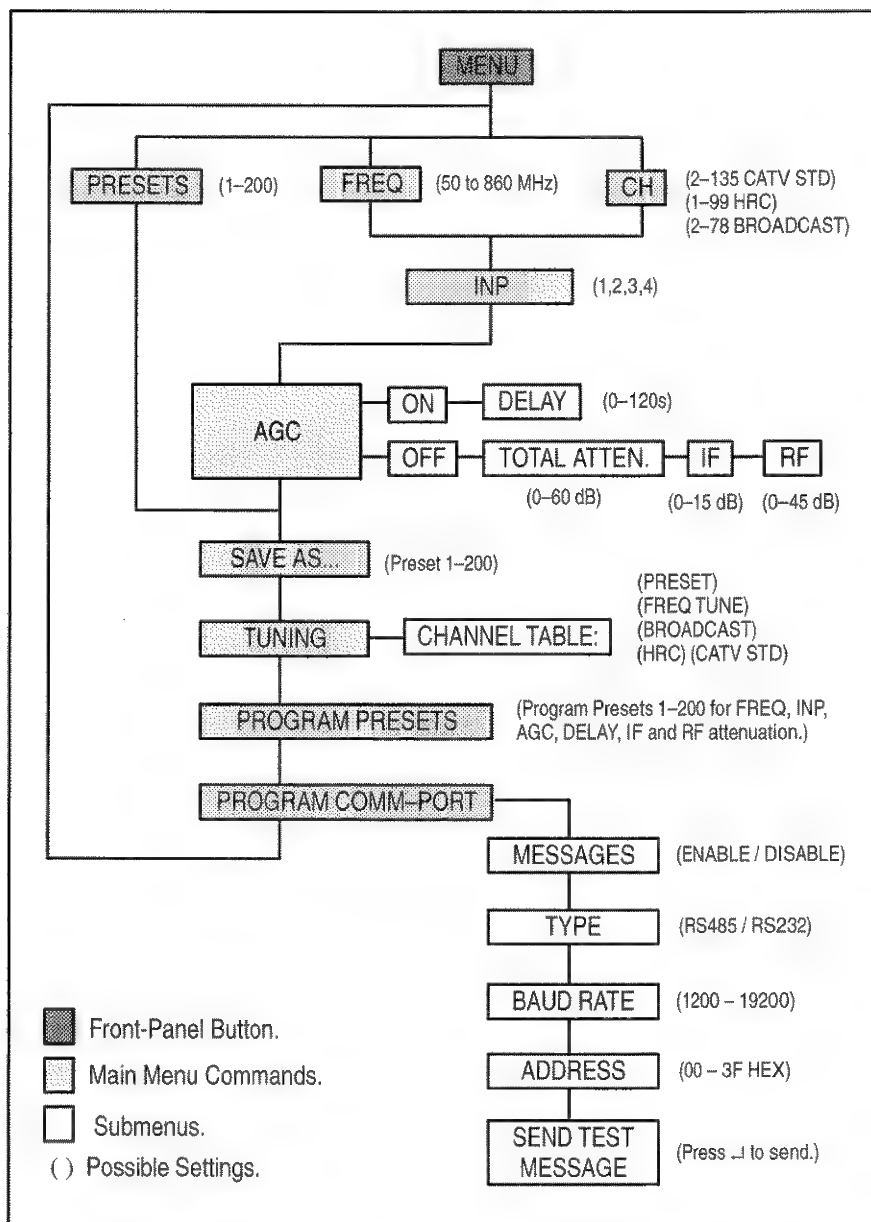 MENU
PRESETS (1–200) FREQ (50 to 860 MHz) CH (2–135 CATV STD)
(1–99 HRC)
(2–78 BROADCAST)
INP (1,2,3,4)
AGC
ON DELAY (0–120s)
OFF TOTAL ATTEN. IF RF
(0–60 dB) (0–15 dB) (0–45 dB)
SAVE AS... (Preset 1–200)
TUNING CHANNEL TABLE:
(PRESET)
(FREQ TUNE)
(BROADCAST)
(HRC) (CATV STD)
PROGRAM PRESETS (Program Presets 1–200 for FREQ, INP,
AGC, DELAY, IF and RF attenuation.)
PROGRAM COMM–PORT
MESSAGES (ENABLE / DISABLE)
TYPE (RS485 / RS232)
BAUD RATE (1200 – 19200)
ADDRESS (00 – 3F HEX)
SEND TEST
MESSAGE (Press ↵ to send.)
Front-Panel Button.
Main Menu Commands.
Submenus.
( ) Possible Settings.